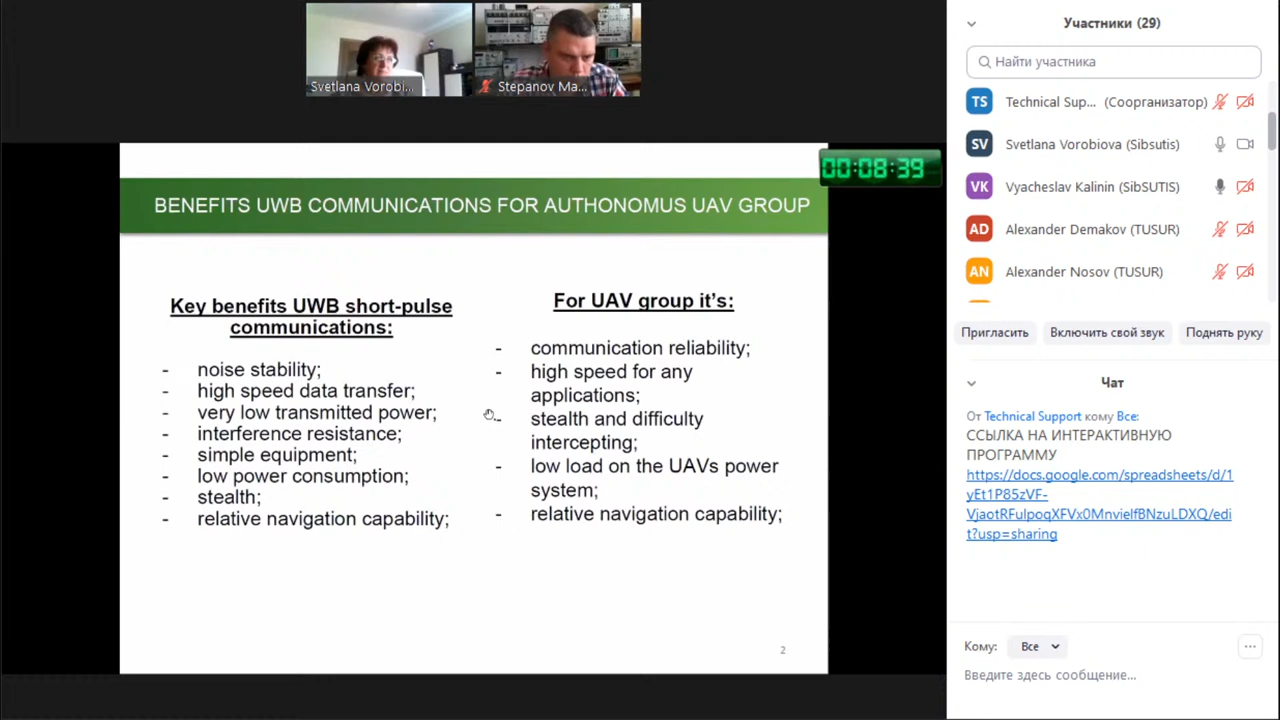 Svetlana Vorobi...
Stepanov Ma...
00:08:39
BENEFITS UWB COMMUNICATIONS FOR AUTHONOMUS UAV GROUP
Key benefits UWB short-pulse
communications:
- noise stability;
- high speed data transfer;
- very low transmitted power;
- interference resistance;
- simple equipment;
- low power consumption;
- stealth;
- relative navigation capability;
For UAV group it's:
- communication reliability;
- high speed for any
applications;
- stealth and difficulty
intercepting;
- low load on the UAVs power
system;
- relative navigation capability;
2
Участники (29)
Найти участника
TS Technical Sup... (Соорганизатор)
SV Svetlana Vorobiova (Sibsutis)
VK Vyacheslav Kalinin (SibSUTIS)
AD Alexander Demakov (TUSUR)
AN Alexander Nosov (TUSUR)
Пригласить Включить свой звук Поднять руку
Чат
От Technical Support кому Все:
ССЫЛКА НА ИНТЕРАКТИВНУЮ
ПРОГРАММУ
https://docs.google.com/spreadsheets/d/1
yEt1P85zVF-
VjaotRFulpoqXFVx0MnvielfBNzuLDXQ/edi
t?usp=sharing
Кому: Все
Введите здесь сообщение...